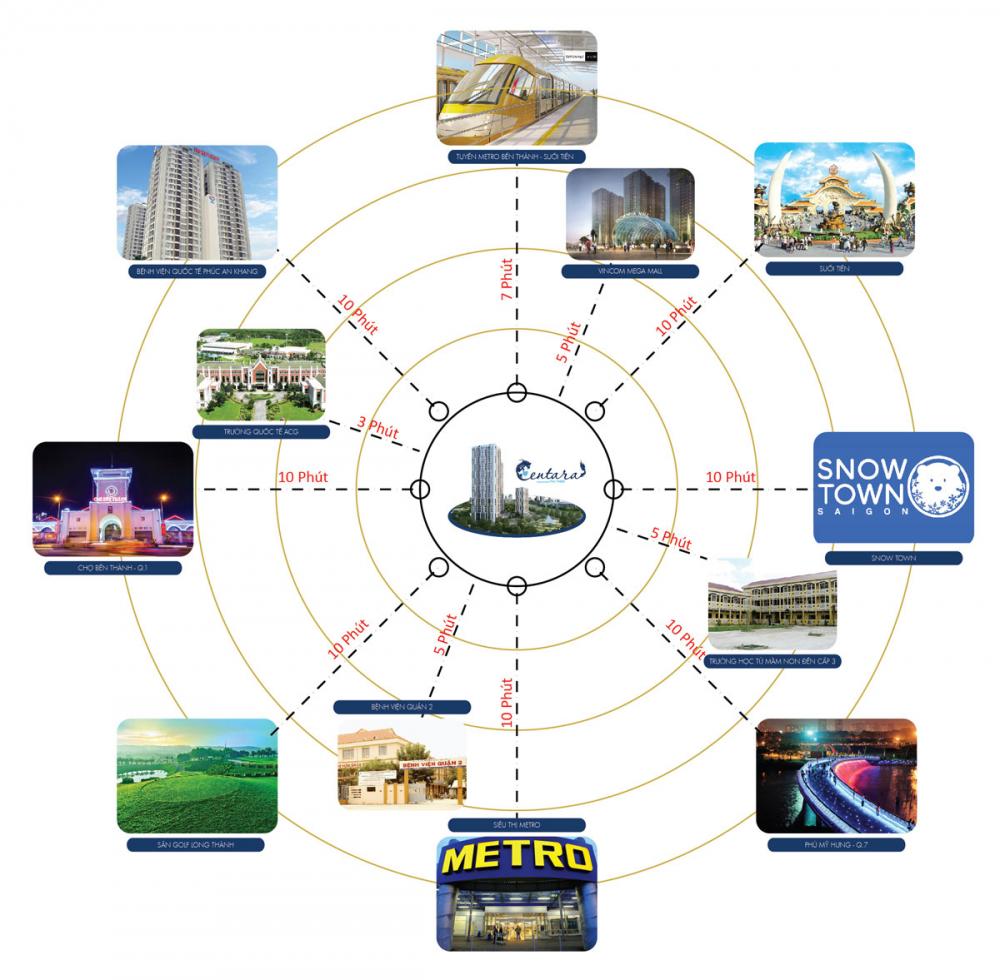 TUYẾN METRO BẾN THÀNH - SUỐI TIÊN
BỆNH VIỆN QUỐC TẾ PHÚC AN KHANG
VINCOM MEGA MALL
SUỐI TIÊN
7 Phút
10 Phút
5 Phút
10 Phút
TRƯỜNG QUỐC TẾ ACG
3 Phút
10 Phút
Centara
10 Phút
SNOW
TOWN
SAIGON
CHỢ BẾN THÀNH - Q.1
SNOW TOWN
5 Phút
TRƯỜNG HỌC TỪ MẦM NON ĐẾN CẤP 3
10 Phút
5 Phút
10 Phút
10 Phút
BỆNH VIỆN QUẬN 2
BỆNH VIỆN QUẬN 2
SÂN GOLF LONG THÀNH
SIÊU THỊ METRO
METRO
PHÚ MỸ HƯNG - Q.7